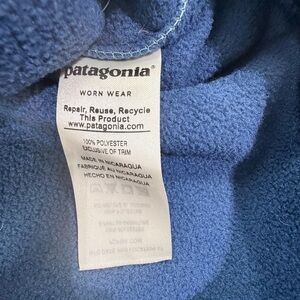 patagonia®
WORN WEAR
Repair, Reuse, Recycle
This Product
www.patagonia.com
100% POLYESTER
EXCLUSIVE OF TRIM
MADE IN NICARAGUA
FABRIQUÉ AU NICARAGUA
HECHO EN NICARAGUA